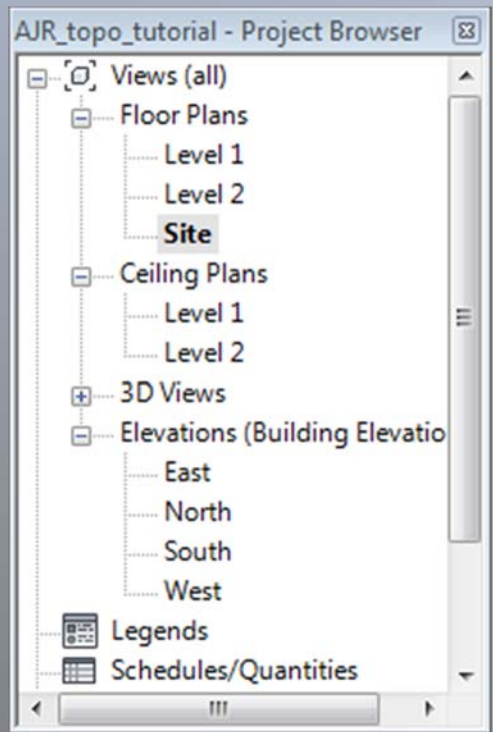 AJR_topo_tutorial - Project Browser
Views (all)
Floor Plans
Level 1
Level 2
Site
Ceiling Plans
Level 1
Level 2
3D Views
Elevations (Building Elevatio
East
North
South
West
Legends
Schedules/Quantities